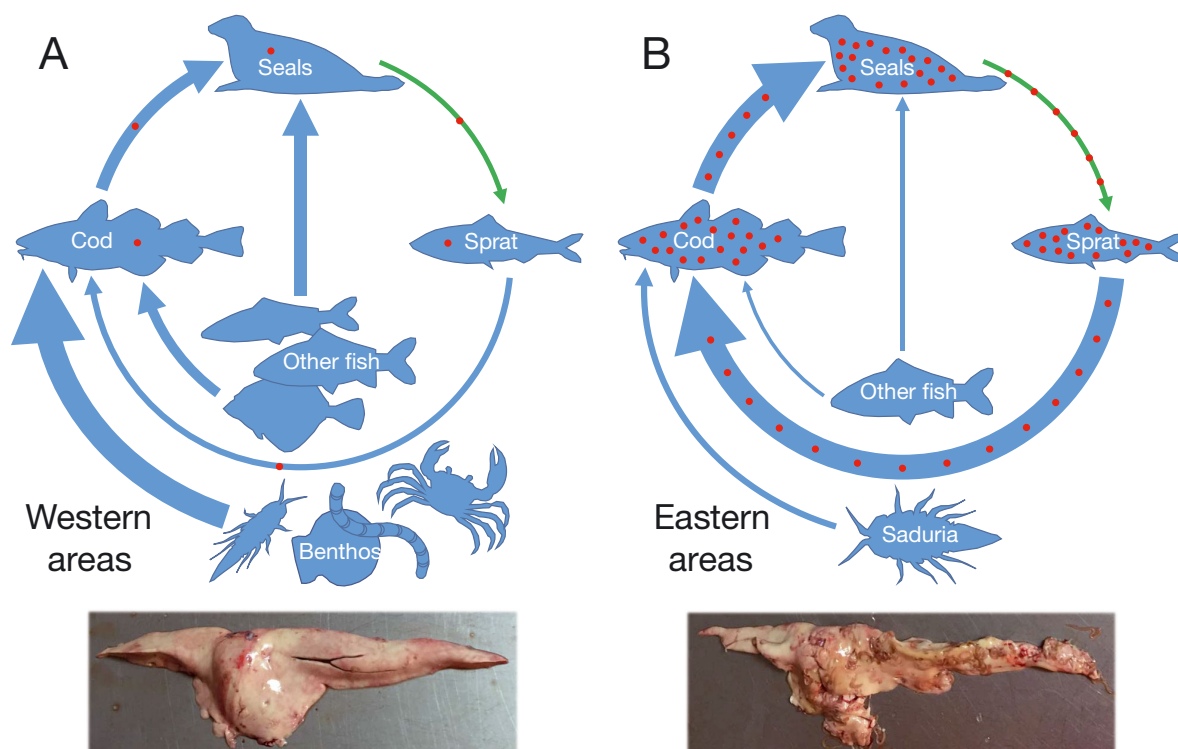 A
Seals
Cod
Sprat
Other fish
Western
areas
Benthos
B
Seals
Cod
Sprat
Other fish
Eastern
areas
Saduria